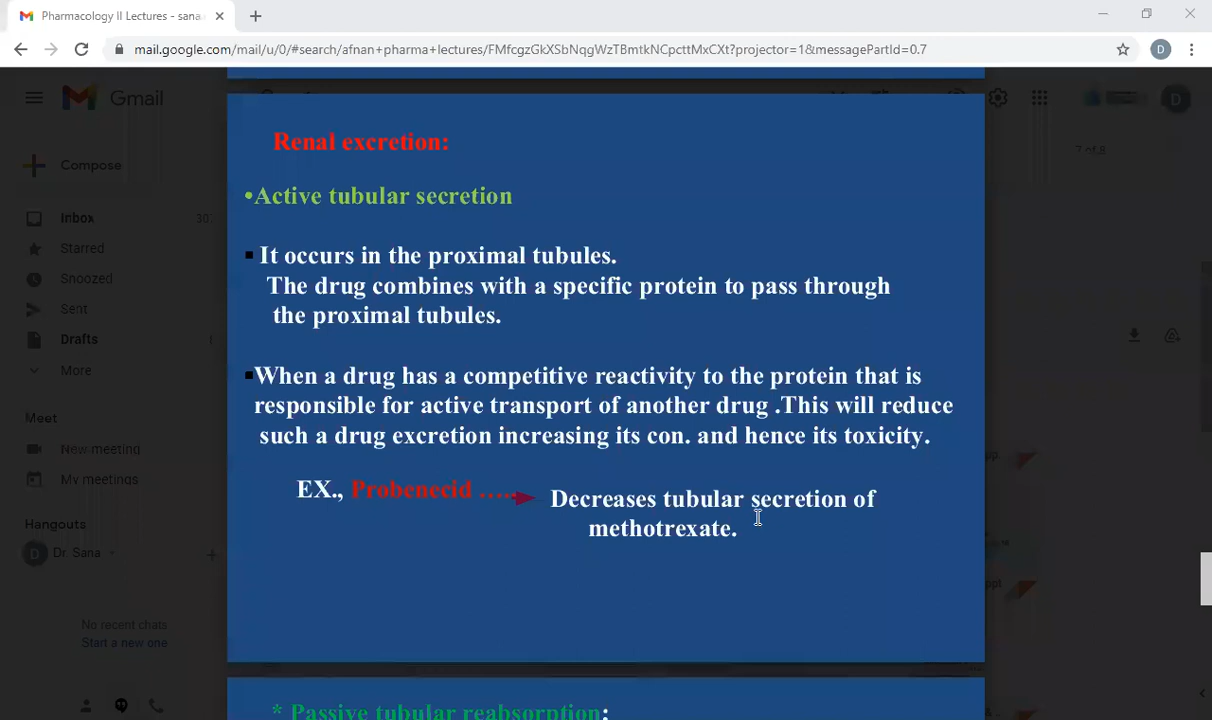 Pharmacology II Lectures - sana
mail.google.com/mail/u/0/#search/afnan+pharma+lectures/FMfcgzGkXSbNqgWzTBmtkNCpcttMxCXt?projector=1&messagePartId=0.7
D
Gmail
D
Compose
7 of 8
Inbox 30
Starred
Snoozed
Sent
Drafts 1
More
Meet
New meeting
My meetings
Hangouts
Dr. Sana
No recent chats
Start a new one
Renal excretion:
•Active tubular secretion
▪ It occurs in the proximal tubules.
The drug combines with a specific protein to pass through
the proximal tubules.
▪When a drug has a competitive reactivity to the protein that is
responsible for active transport of another drug .This will reduce
such a drug excretion increasing its con. and hence its toxicity.
EX., Probenecid ….. Decreases tubular secretion of
methotrexate.
* Passive tubular reabsorption: